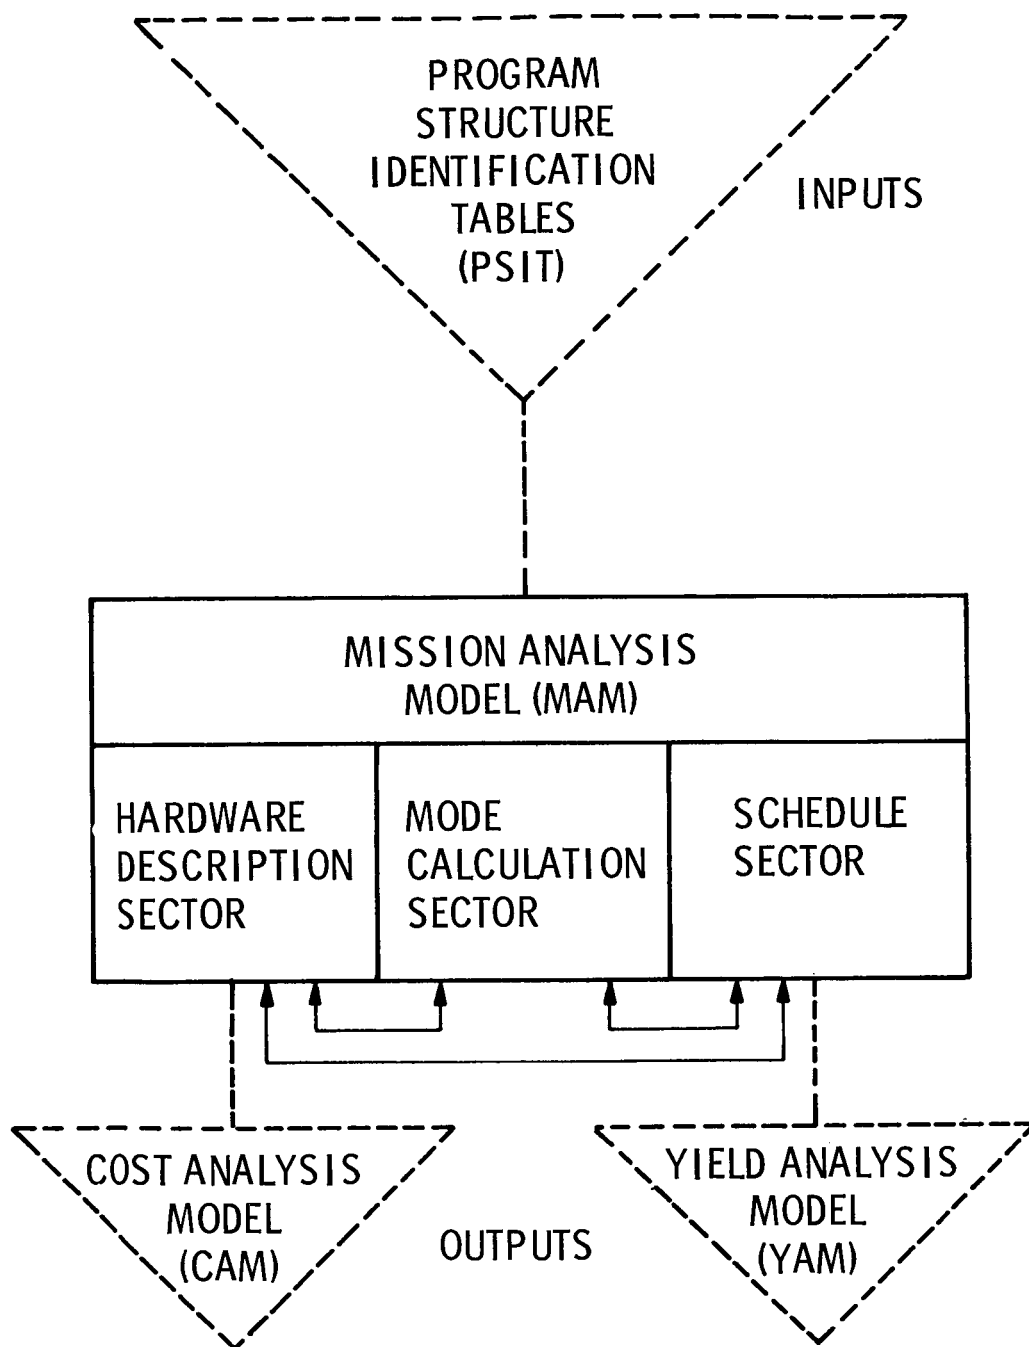 PROGRAM
STRUCTURE
IDENTIFICATION
TABLES
(PSIT)
INPUTS
MISSION ANALYSIS
MODEL (MAM)
HARDWARE
DESCRIPTION
SECTOR
MODE
CALCULATION
SECTOR
SCHEDULE
SECTOR
COST ANALYSIS
MODEL
(CAM)
OUTPUTS
YIELD ANALYSIS
MODEL
(YAM)